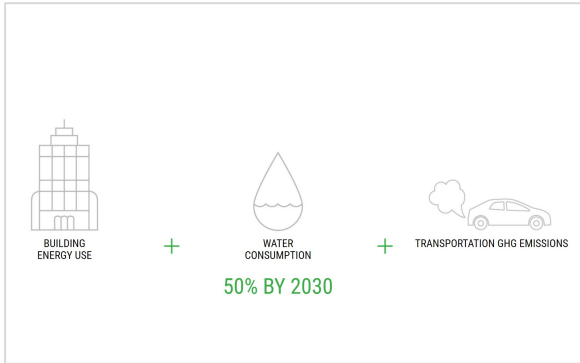 BUILDING
ENERGY USE
+
WATER
CONSUMPTION
+
TRANSPORTATION GHG EMISSIONS
50% BY 2030